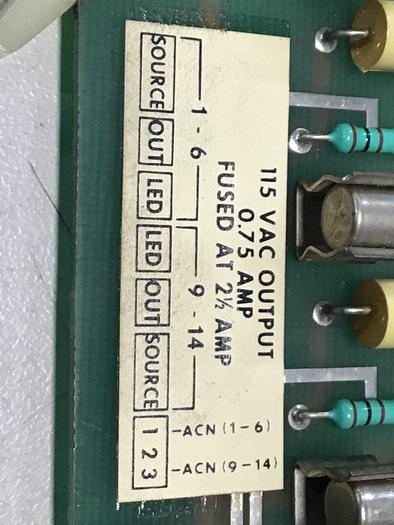 115 VAC OUTPUT
0.75 AMP
FUSED AT 2½ AMP
1 - 6 9 - 14
SOURCE OUT LED LED OUT SOURCE 1 2 3
-ACN (1-6)
-ACN (9-14)